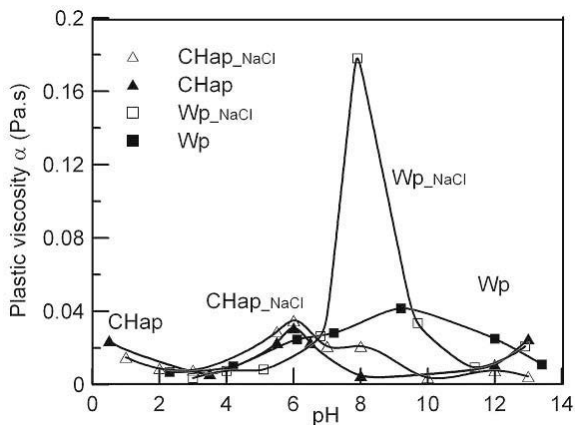 0.2
0.16
0.12
0.08
0.04
0
Plastic viscosity α (Pa.s)
CHap_NaCl
CHap
Wp_NaCl
Wp
Wp_NaCl
CHap_NaCl
Wp
CHap
0 2 4 6 8 10 12 14
pH